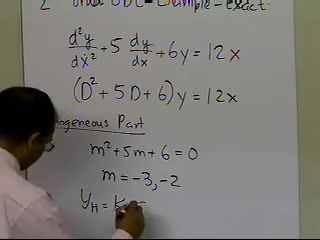 2 Order ODE - Example - exact
d²y/dx² + 5 dy/dx + 6y = 12x
(D² + 5D + 6) y = 12x
ogeneous Part
m² + 5m + 6 = 0
m = -3, -2
y_H = K